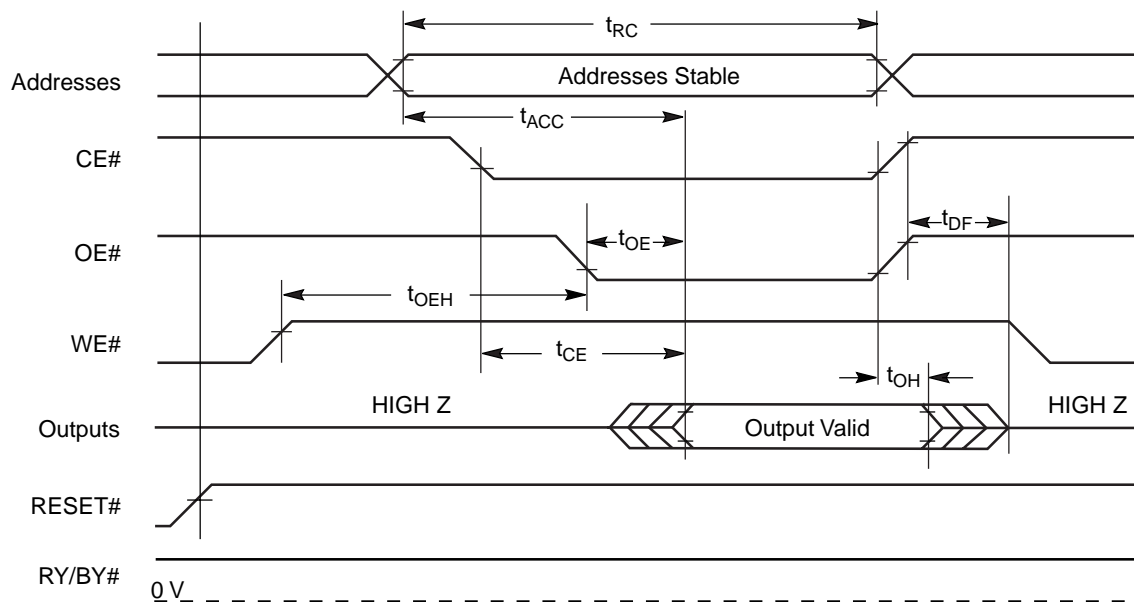 tRC
Addresses
Addresses Stable
tACC
CE#
tOE
tDF
OE#
tOEH
WE#
tCE
tOH
HIGH Z
HIGH Z
Outputs
Output Valid
RESET#
RY/BY#
0 V